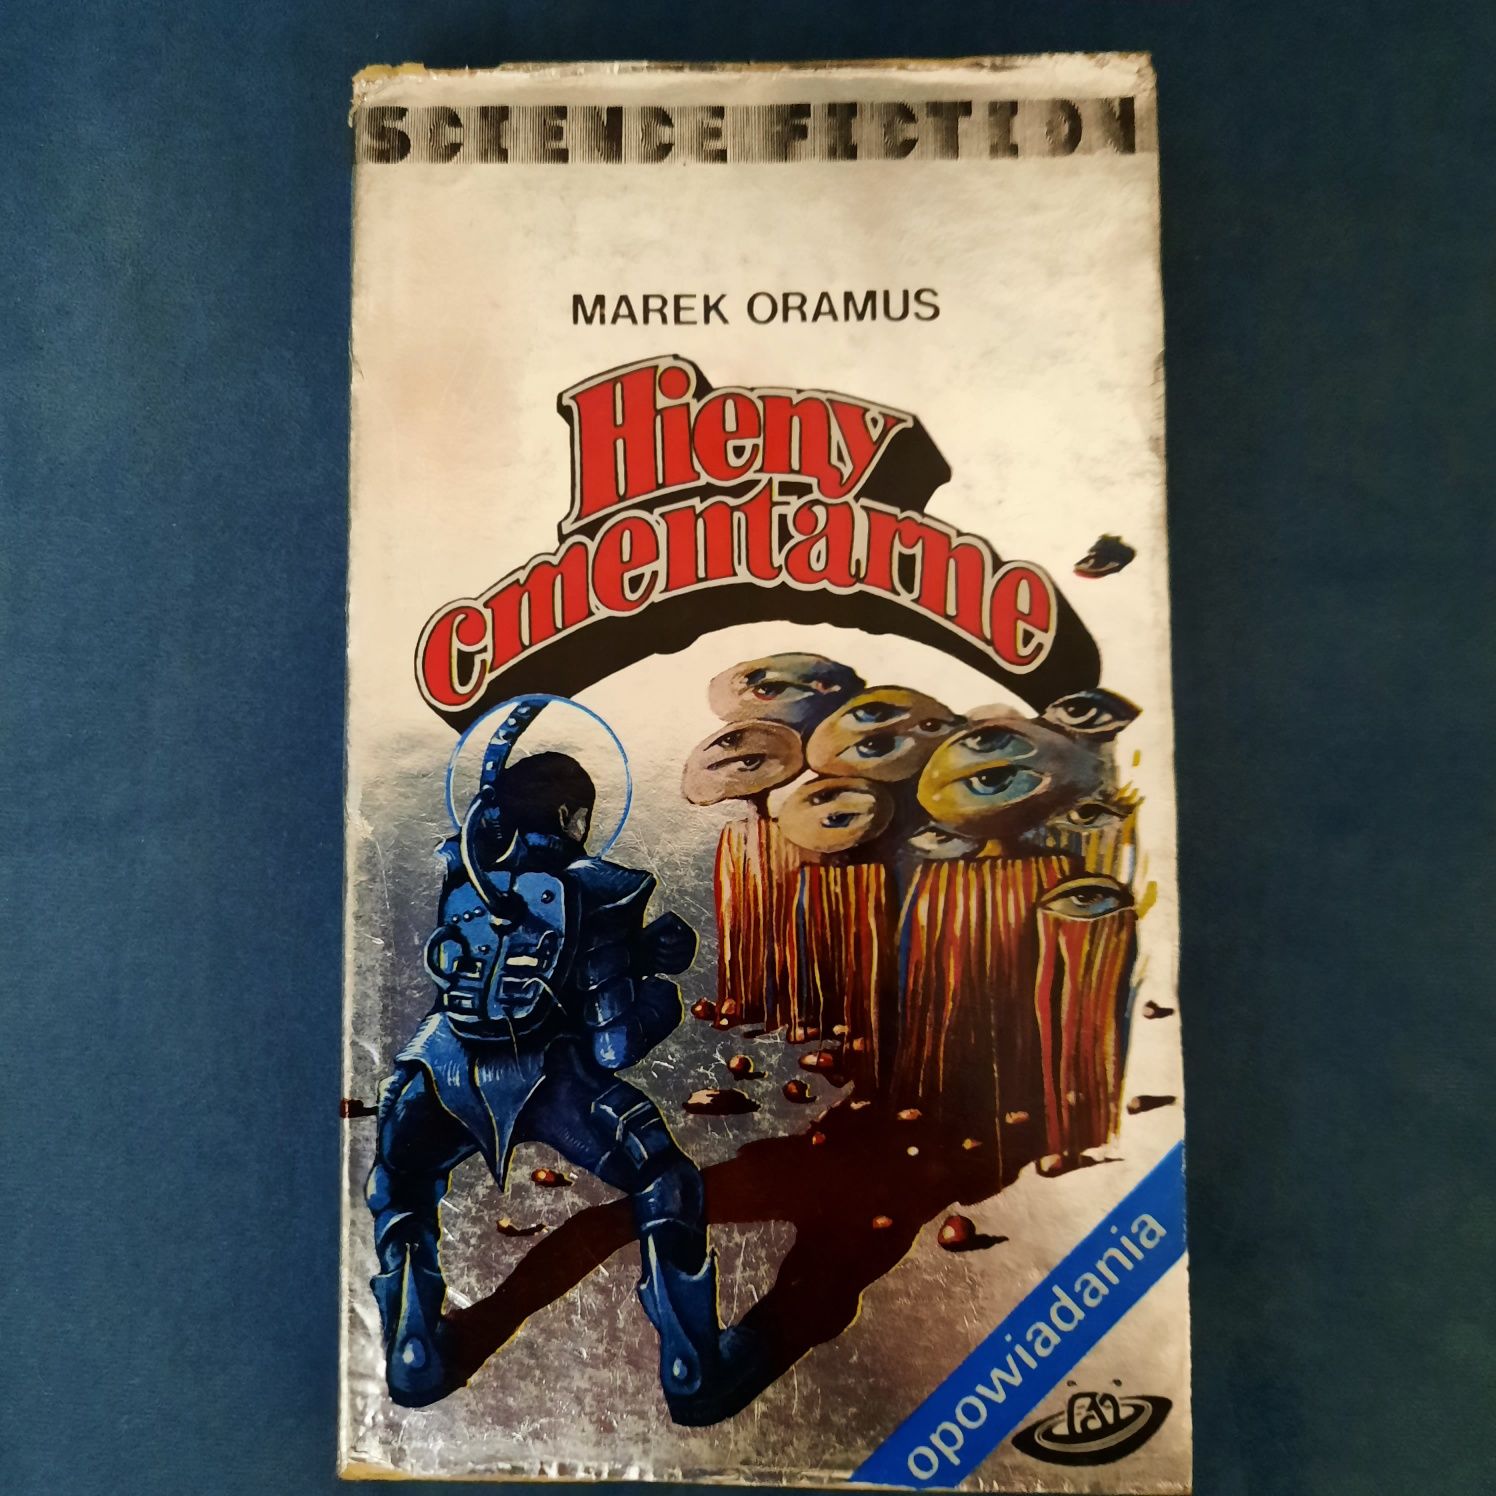 SCIENCE FICTION
MAREK ORAMUS
Hieny
cmentarne
opowiadania